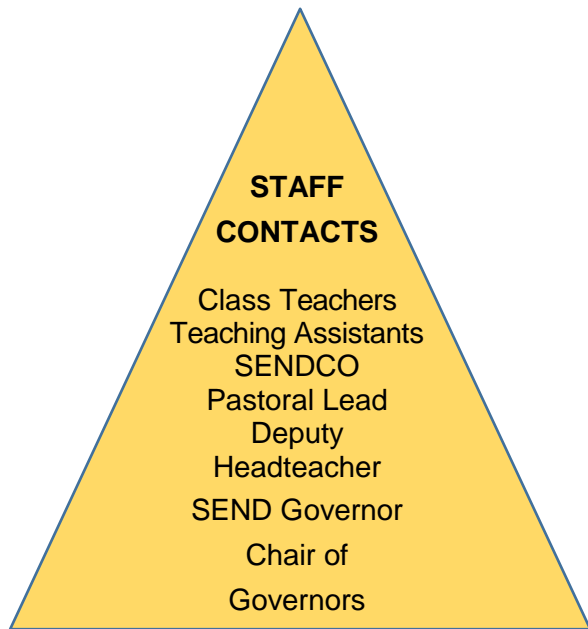 STAFF
CONTACTS
Class Teachers
Teaching Assistants
SENDCO
Pastoral Lead
Deputy
Headteacher
SEND Governor
Chair of
Governors